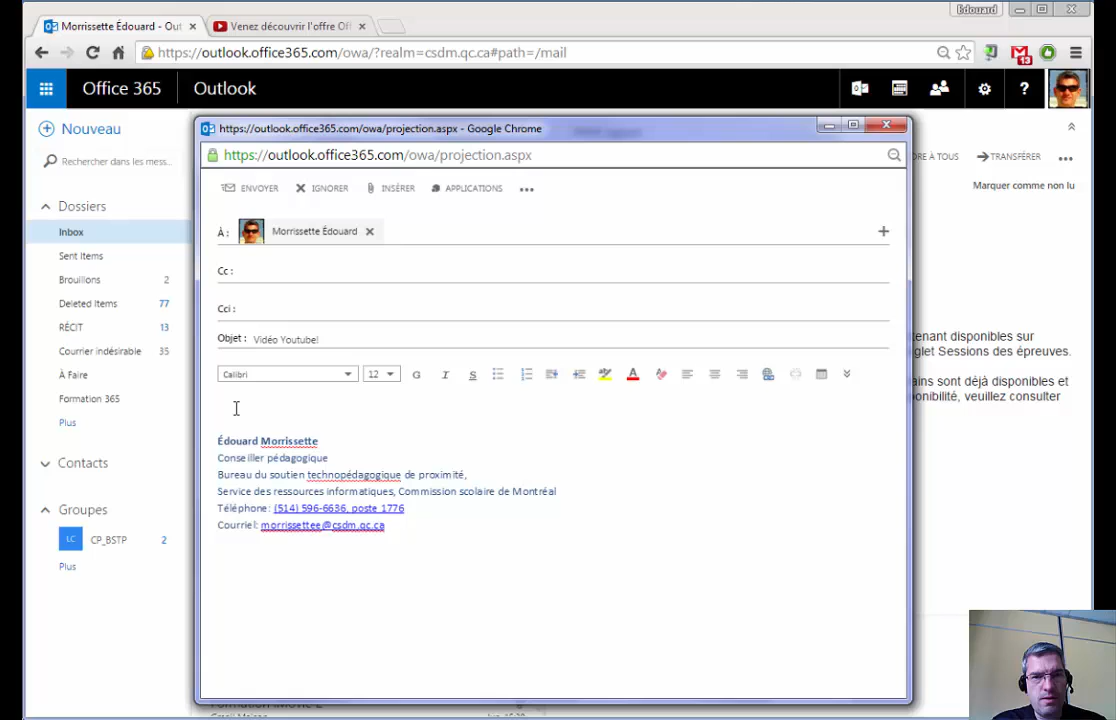 Edouard
Morrissette Édouard - Out
Venez découvrir l'offre Off
https://outlook.office365.com/owa/?realm=csdm.qc.ca#path=/mail
13
Office 365
Outlook
?
Nouveau
Rechercher dans les mess...
Dossiers
Inbox
Sent Items
Brouillons 2
Deleted Items 77
RÉCIT 13
Courrier indésirable 35
À Faire
Formation 365
Plus
Contacts
Groupes
LC CP_BSTP 2
Plus
RE À TOUS
TRANSFÉRER
Marquer comme non lu
tenant disponibles sur
glet Sessions des épreuves.
ains sont déjà disponibles et
onibilité, veuillez consulter
https://outlook.office365.com/owa/projection.aspx - Google Chrome
https://outlook.office365.com/owa/projection.aspx
ENVOYER IGNORER INSÉRER APPLICATIONS
À : Morrissette Édouard
Cc :
Cci :
Objet : Vidéo Youtube!
Calibri 12 G I S
Édouard Morrissette
Conseiller pédagogique
Bureau du soutien technopédagogique de proximité,
Service des ressources informatiques, Commission scolaire de Montréal
Téléphone: (514) 596-6636, poste 1776
Courriel: morrissettee@csdm.qc.ca